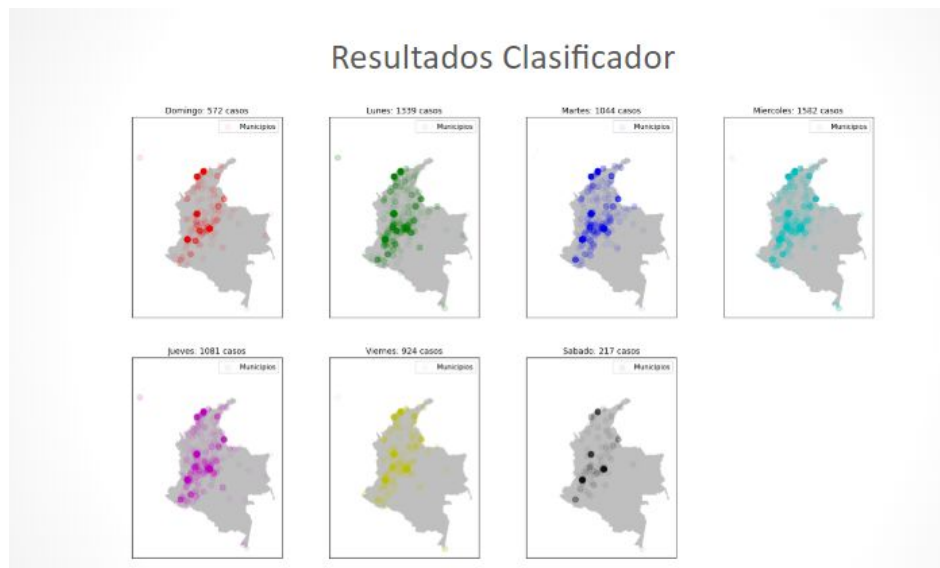 Resultados Clasificador
Domingo: 572 casos
Municipios
Lunes: 1339 casos
Municipios
Martes: 1044 casos
Municipios
Miercoles: 1582 casos
Municipios
Jueves: 1081 casos
Municipios
Viernes: 924 casos
Municipios
Sabado: 217 casos
Municipios